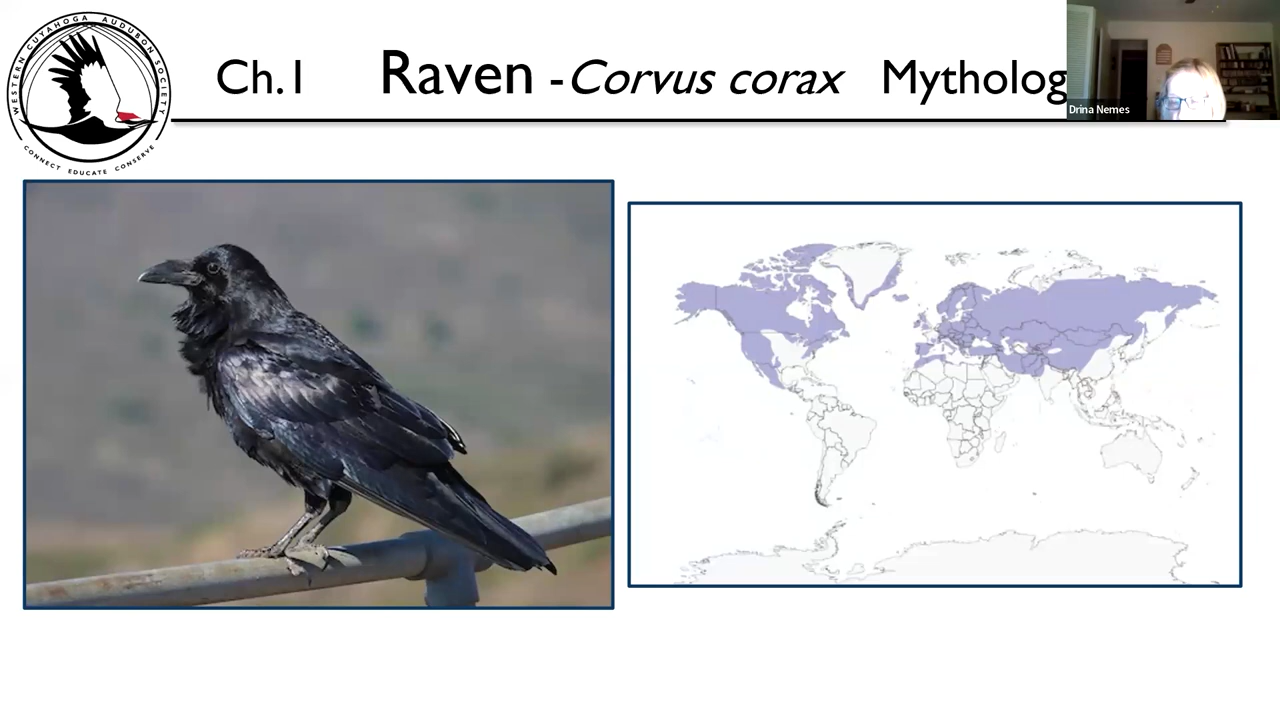 WESTERN CUYAHOGA AUDUBON SOCIETY
CONNECT EDUCATE CONSERVE
Ch.1 Raven -Corvus corax Mytholog
Drina Nemes